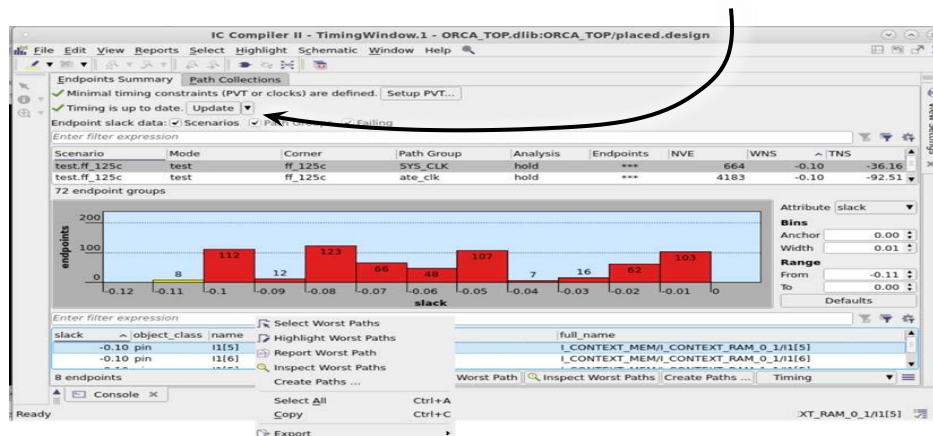 IC Compiler II - TimingWindow.1 - ORCA_TOP.dlib:ORCA_TOP/placed.design
File Edit View Reports Select Highlight Schematic Window Help
Endpoints Summary Path Collections
Minimal timing constraints (PVT or clocks) are defined. Setup PVT...
Timing is up to date. Update
Endpoint slack data: Scenarios Path Groups Failing
Enter filter expression
Scenario Mode Corner Path Group Analysis Endpoints NVE WNS TNS
test.ff_125c test ff_125c SYS_CLK hold *** 664 -0.10 -36.16
test.ff_125c test ff_125c ate_clk hold *** 4183 -0.10 -92.51
72 endpoint groups
endpoints
200
100
0
8 112 12 123 66 48 107 7 16 62 103
-0.12 -0.11 -0.1 -0.09 -0.08 -0.07 -0.06 -0.05 -0.04 -0.03 -0.02 -0.01 0
slack
Attribute slack
Bins
Anchor 0.00
Width 0.01
Range
From -0.11
To 0.00
Defaults
Enter filter expression
slack object_class name full_name
-0.10 pin I1[5] I_CONTEXT_MEM/I_CONTEXT_RAM_0_1/I1[5]
-0.10 pin I1[6] I_CONTEXT_MEM/I_CONTEXT_RAM_0_1/I1[6]
8 endpoints Worst Path Inspect Worst Paths Create Paths ... Timing
Select Worst Paths
Highlight Worst Paths
Report Worst Path
Inspect Worst Paths
Create Paths ...
Select All Ctrl+A
Copy Ctrl+C
Export
Console
Ready XT_RAM_0_1/I1[5]